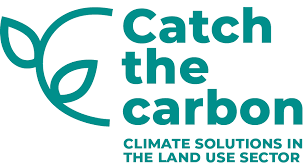 Catch
the
carbon
CLIMATE SOLUTIONS IN
THE LAND USE SECTOR